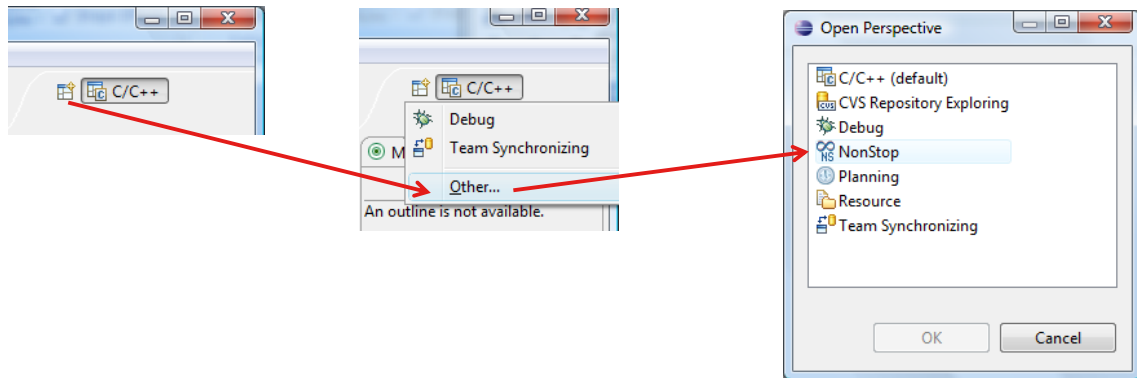 C/C++
C/C++
Debug
Team Synchronizing
Other...
M
An outline is not available.
Open Perspective
C/C++ (default)
CVS Repository Exploring
Debug
NonStop
Planning
Resource
Team Synchronizing
OK
Cancel